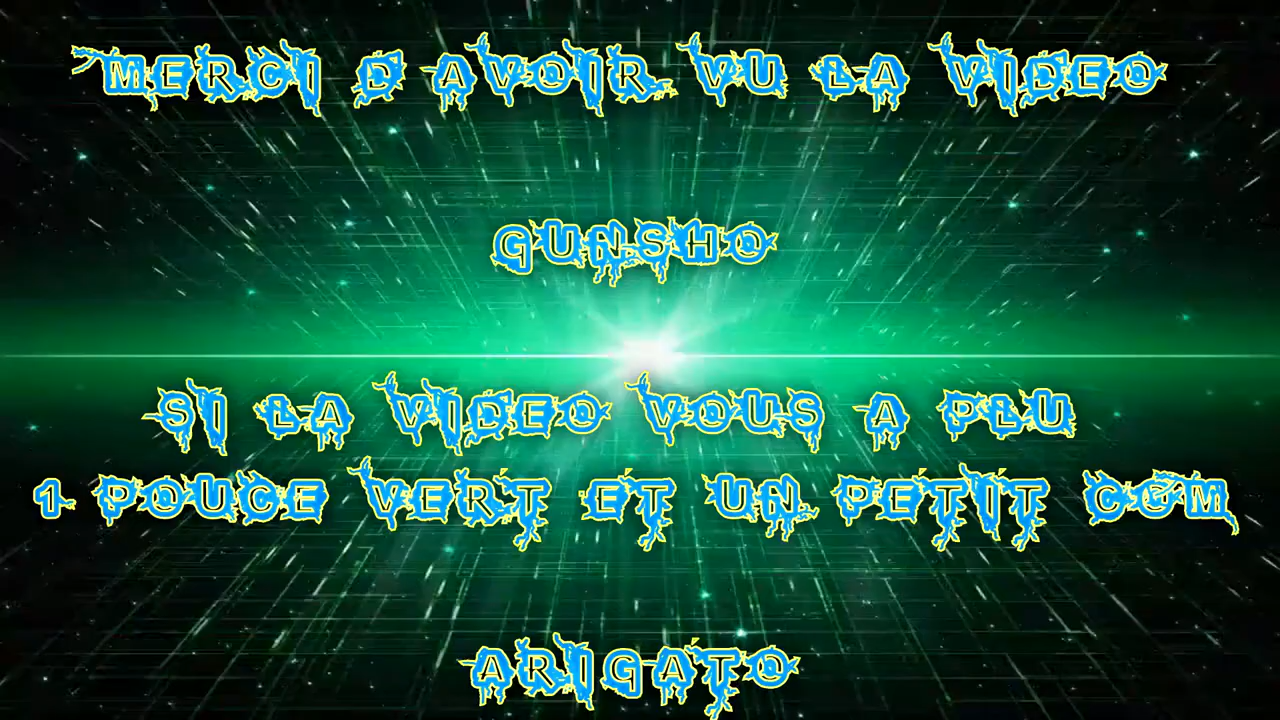 MERCI D AVOIR VU LA VIDEO
GUNSHO
SI LA VIDEO VOUS A PLU
1 POUCE VERT ET UN PETIT COM
ARIGATO